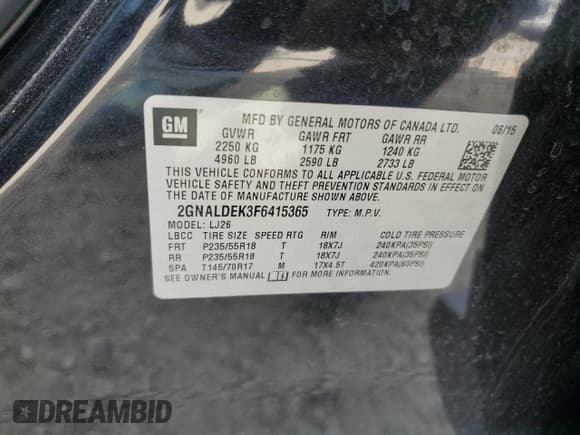 GM
MFD BY GENERAL MOTORS OF CANADA LTD. 06/15
GVWR GAWR FRT GAWR RR
2250 KG 1175 KG 1240 KG
4960 LB 2590 LB 2733 LB
THIS VEHICLE CONFORMS TO ALL APPLICABLE U.S. FEDERAL MOTOR
VEHICLE SAFETY AND THEFT PREVENTION STANDARDS IN EFFECT ON
THE DATE OF MANUFACTURE SHOWN ABOVE.
2GNALDEK3F6415365 TYPE: M.P.V.
MODEL: LJ26
LBCC TIRE SIZE SPEED RTG RIM COLD TIRE PRESSURE
FRT P235/55R18 T 18X7J 240KPA(35PSI)
RR P235/55R18 T 18X7J 240KPA(35PSI)
SPA T145/70R17 M 17X4.5T 420KPA(60PSI)
SEE OWNER'S MANUAL FOR MORE INFORMATION.
DREAMBID